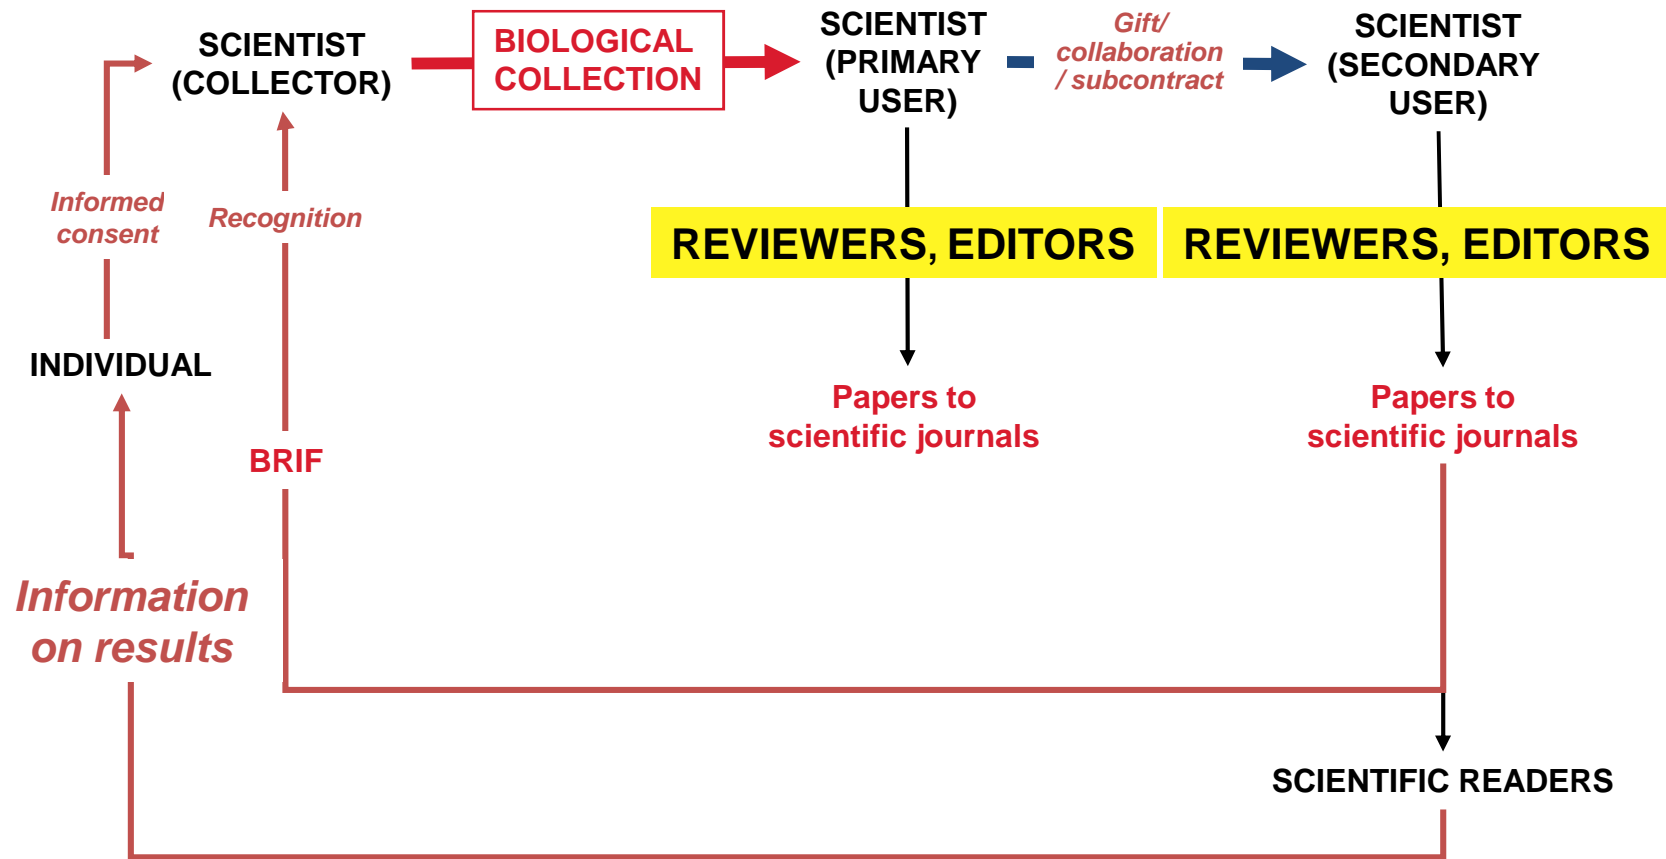 SCIENTIST
(COLLECTOR)
BIOLOGICAL
COLLECTION
SCIENTIST
(PRIMARY
USER)
Gift/
collaboration
/ subcontract
SCIENTIST
(SECONDARY
USER)
Informed
consent
Recognition
REVIEWERS, EDITORS
REVIEWERS, EDITORS
INDIVIDUAL
Papers to
scientific journals
Papers to
scientific journals
BRIF
Information
on results
SCIENTIFIC READERS